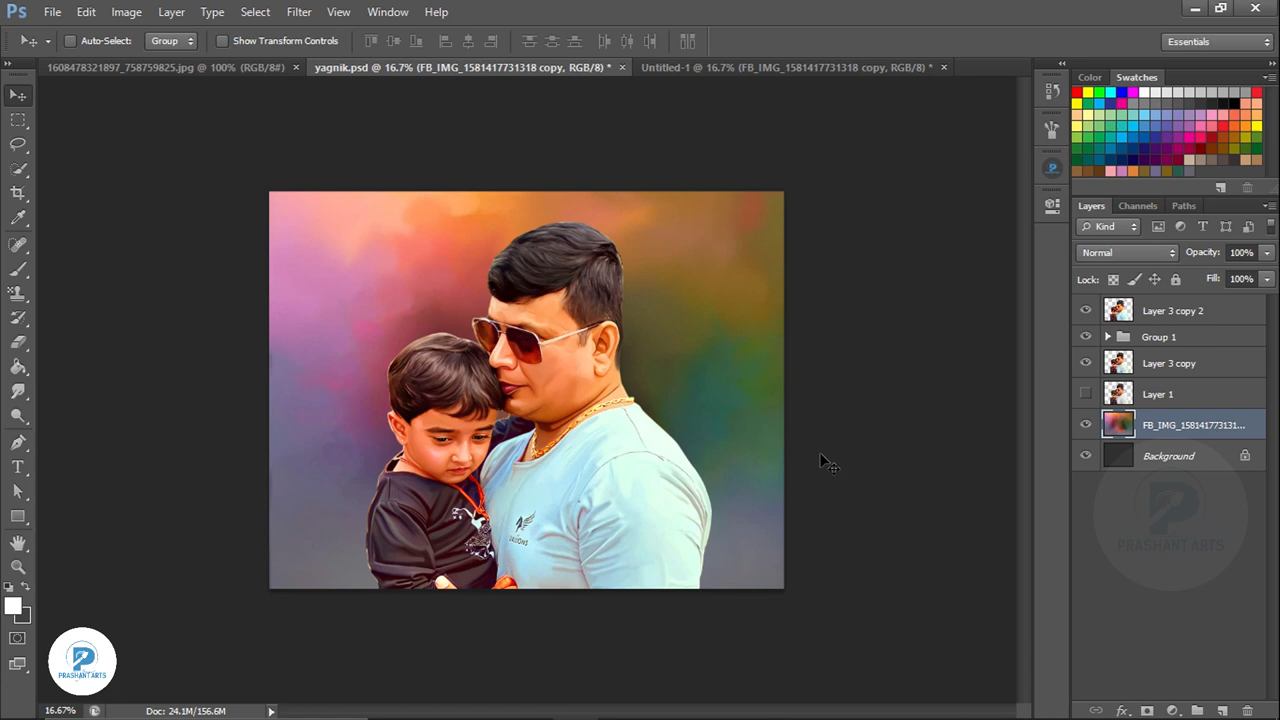 Ps File Edit Image Layer Type Select Filter View Window Help
Auto-Select: Group Show Transform Controls Essentials
1608478321897_758759825.jpg @ 100% (RGB/8#) × yagnik.psd @ 16.7% (FB_IMG_1581417731318 copy, RGB/8) * × Untitled-1 @ 16.7% (FB_IMG_1581417731318 copy, RGB/8) * ×
Color Swatches
Layers Channels Paths
Kind
Normal Opacity: 100%
Lock: Fill: 100%
Layer 3 copy 2
Group 1
Layer 3 copy
Layer 1
FB_IMG_158141773131...
Background
PRASHANT ARTS
PRASHANT ARTS
16.67% Doc: 24.1M/156.6M